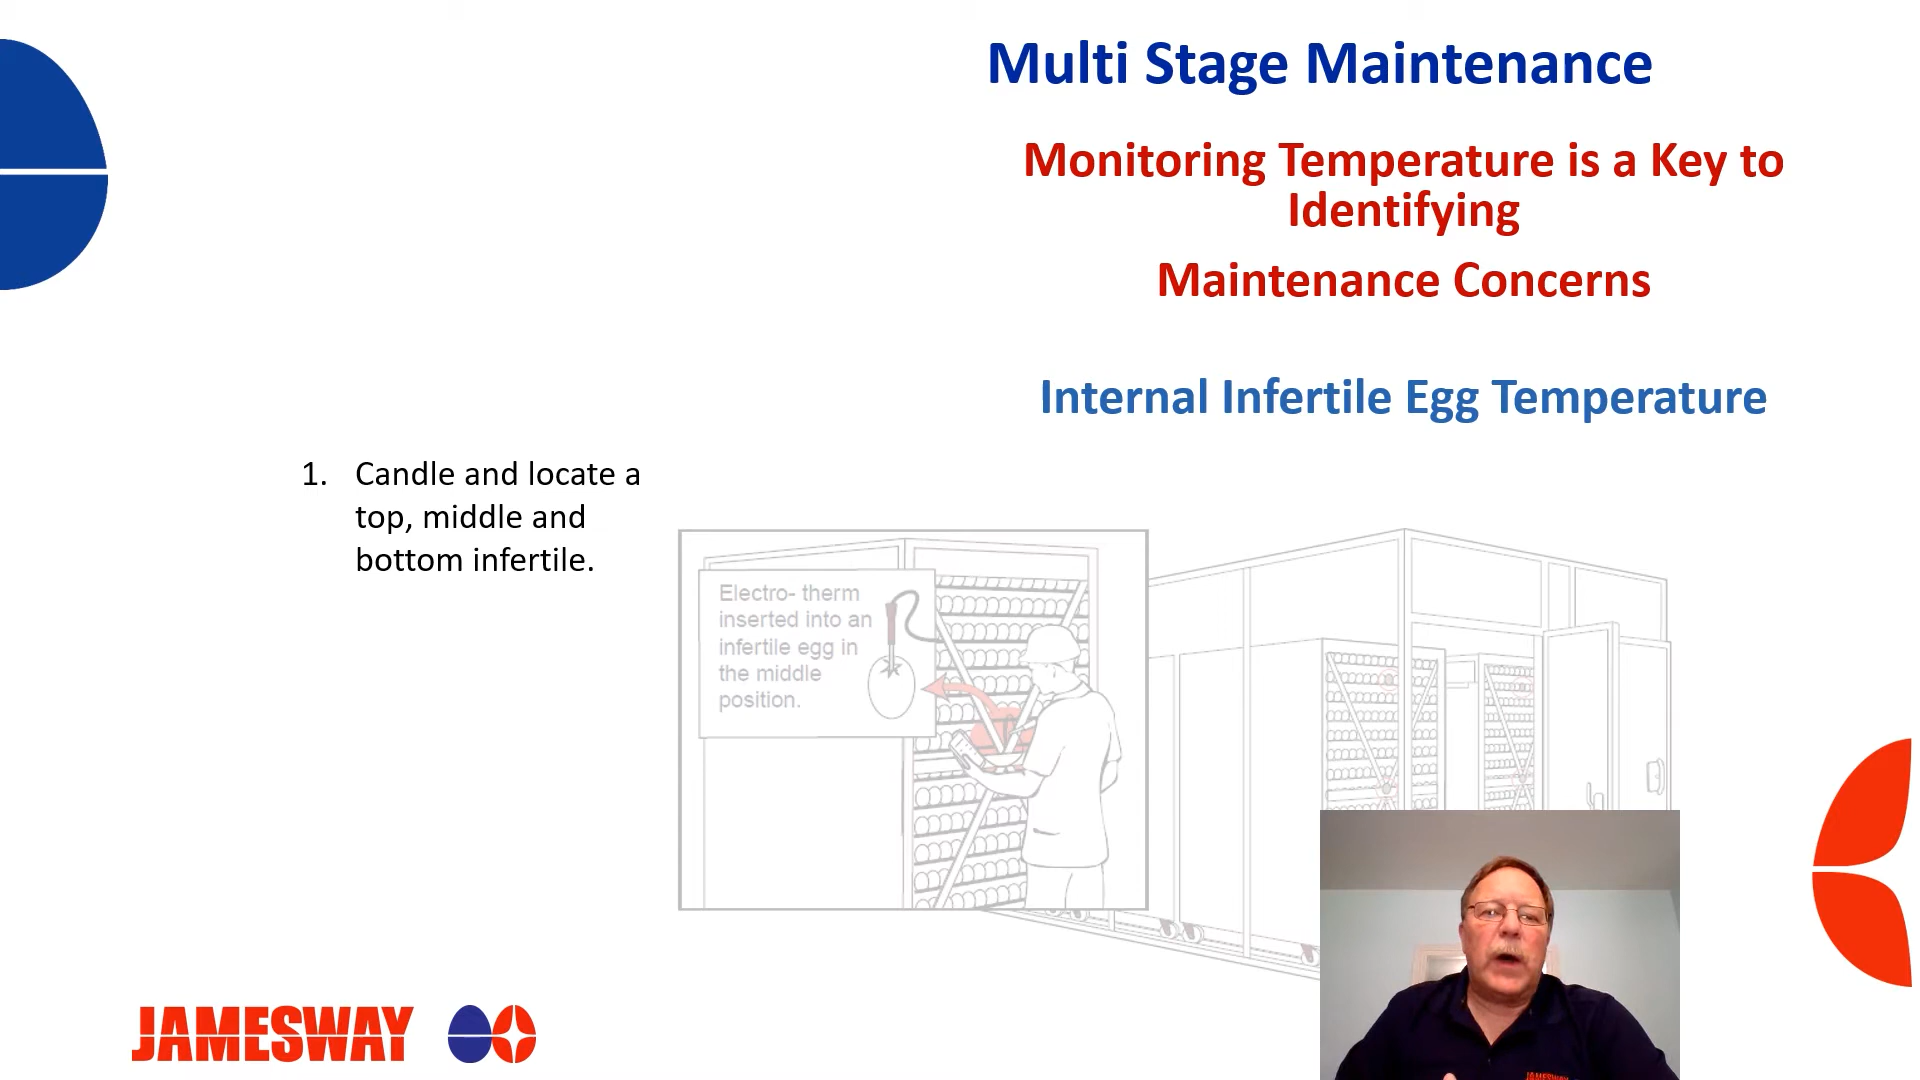 Multi Stage Maintenance
Monitoring Temperature is a Key to
Identifying
Maintenance Concerns
Internal Infertile Egg Temperature
1. Candle and locate a
top, middle and
bottom infertile.
Electro- therm
inserted into an
infertile egg in
the middle
position.
JAMESWAY
JAMESWAY